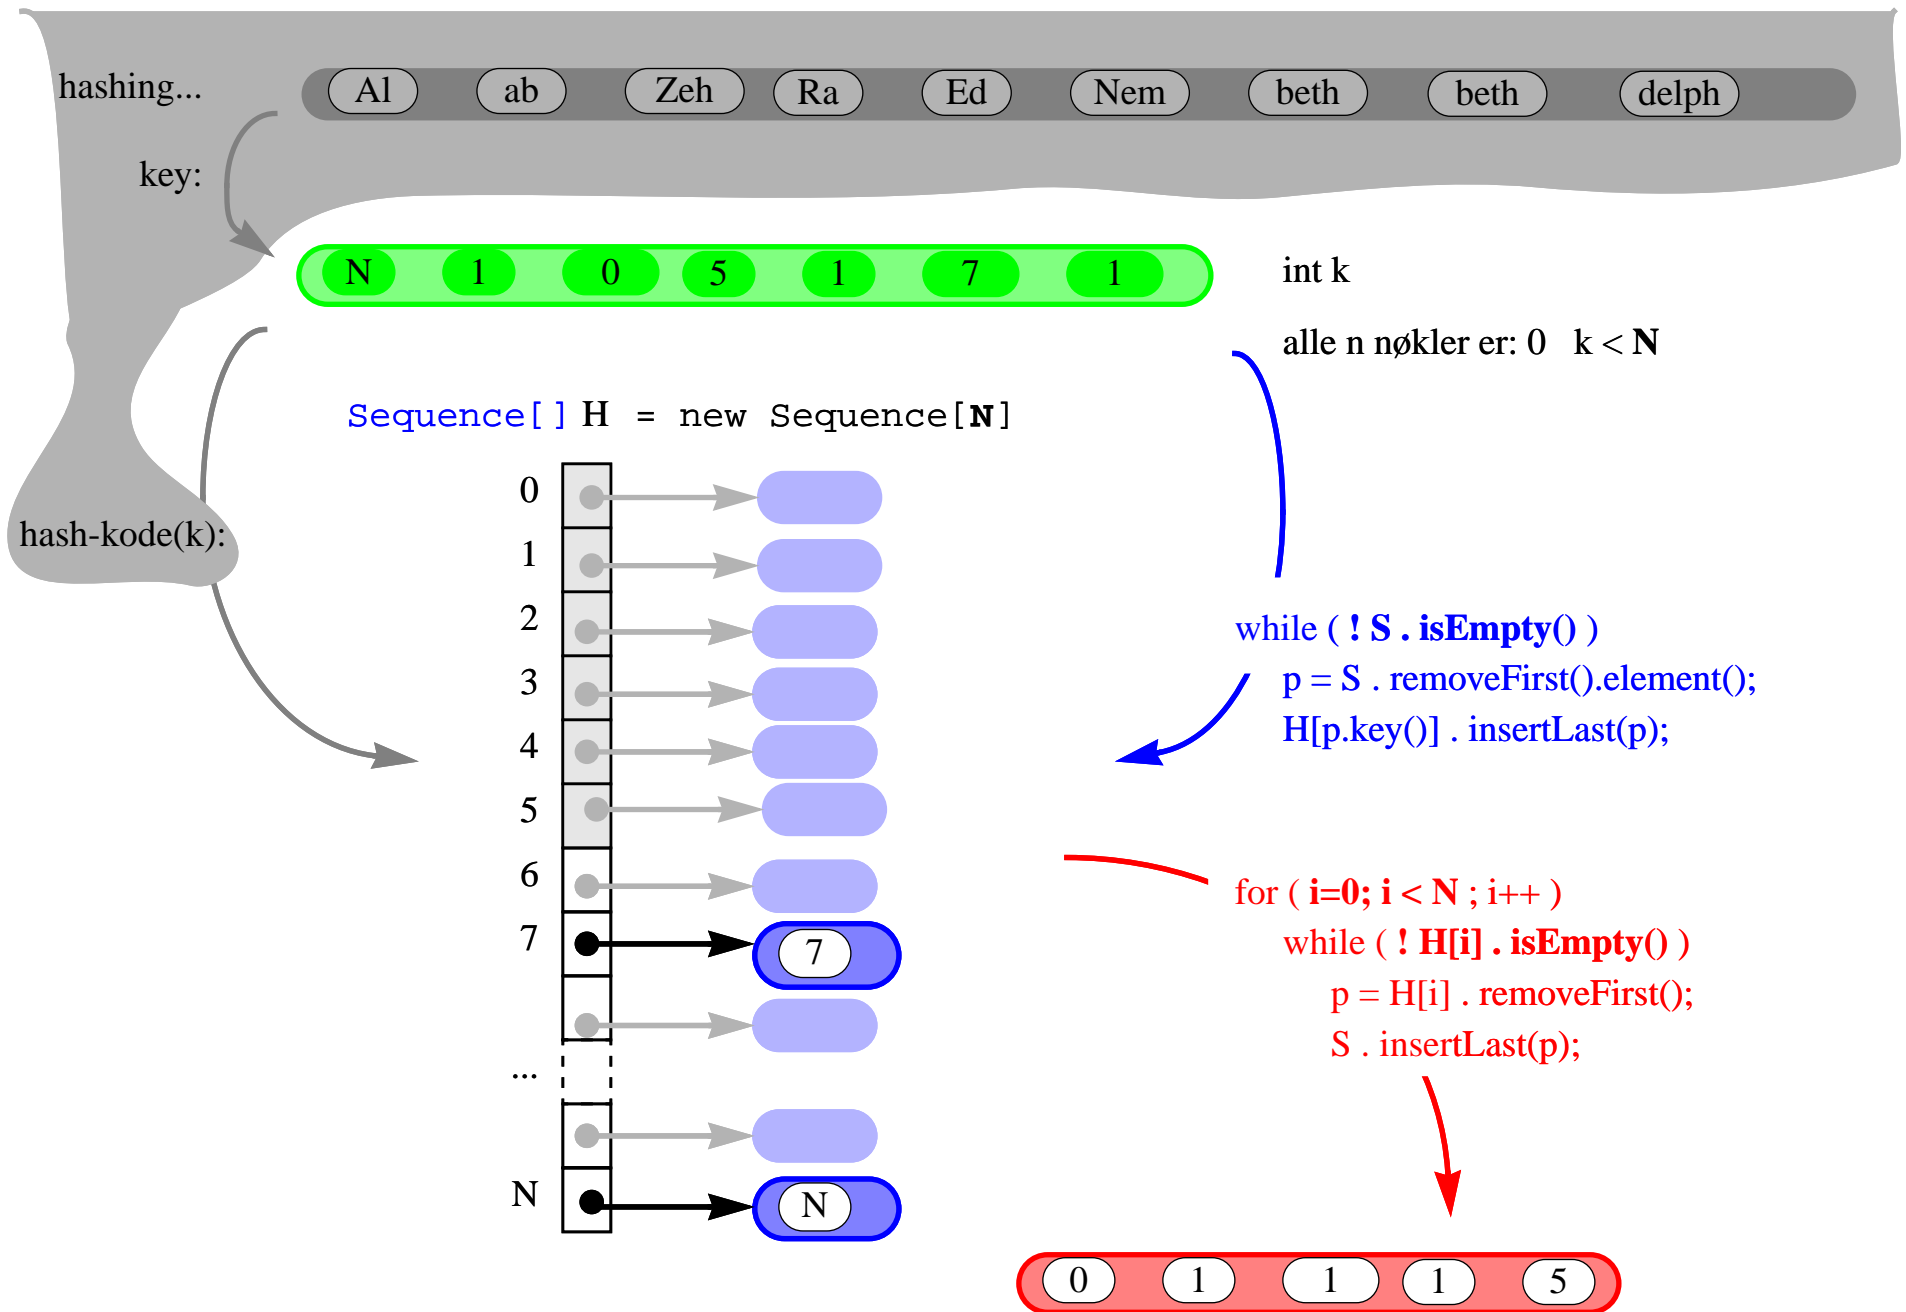 hashing... Al ab Zeh Ra Ed Nem beth beth delph
key:
N 1 0 5 1 7 1
int k
alle n nøkler er: 0 k < N
Sequence[] H = new Sequence[N]
0
1
2
3
4
5
6
7 7
...
N N
hash-kode(k):
while ( ! S . isEmpty() )
p = S . removeFirst().element();
H[p.key()] . insertLast(p);
for ( i=0; i < N ; i++ )
while ( ! H[i] . isEmpty() )
p = H[i] . removeFirst();
S . insertLast(p);
0 1 1 1 5